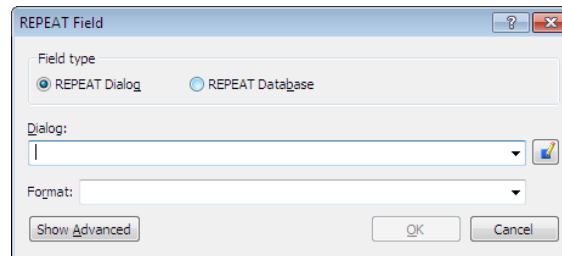 REPEAT Field
Field type
REPEAT Dialog REPEAT Database
Dialog:
Format:
Show Advanced OK Cancel